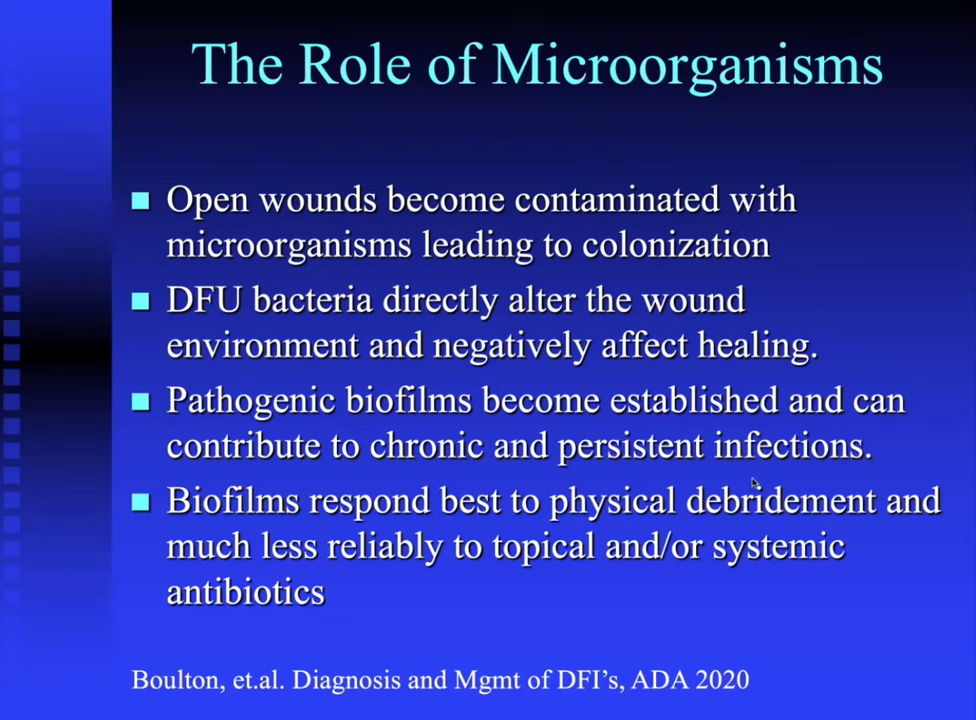 The Role of Microorganisms
Open wounds become contaminated with
microorganisms leading to colonization
DFU bacteria directly alter the wound
environment and negatively affect healing.
Pathogenic biofilms become established and can
contribute to chronic and persistent infections.
Biofilms respond best to physical debridement and
much less reliably to topical and/or systemic
antibiotics
Boulton, et.al. Diagnosis and Mgmt of DFI’s, ADA 2020